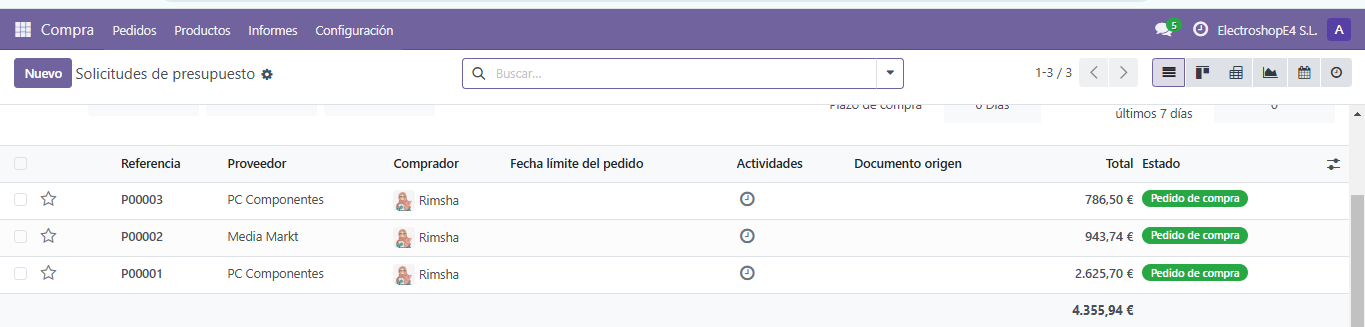 Compra Pedidos Productos Informes Configuración 5 ElectroshopE4 S.L. A
Nuevo Solicitudes de presupuesto Buscar... 1-3 / 3
Plazo de compra 0 Días últimos 7 días 0
Referencia Proveedor Comprador Fecha límite del pedido Actividades Documento origen Total Estado
P00003 PC Componentes Rimsha 786,50 € Pedido de compra
P00002 Media Markt Rimsha 943,74 € Pedido de compra
P00001 PC Componentes Rimsha 2.625,70 € Pedido de compra
4.355,94 €